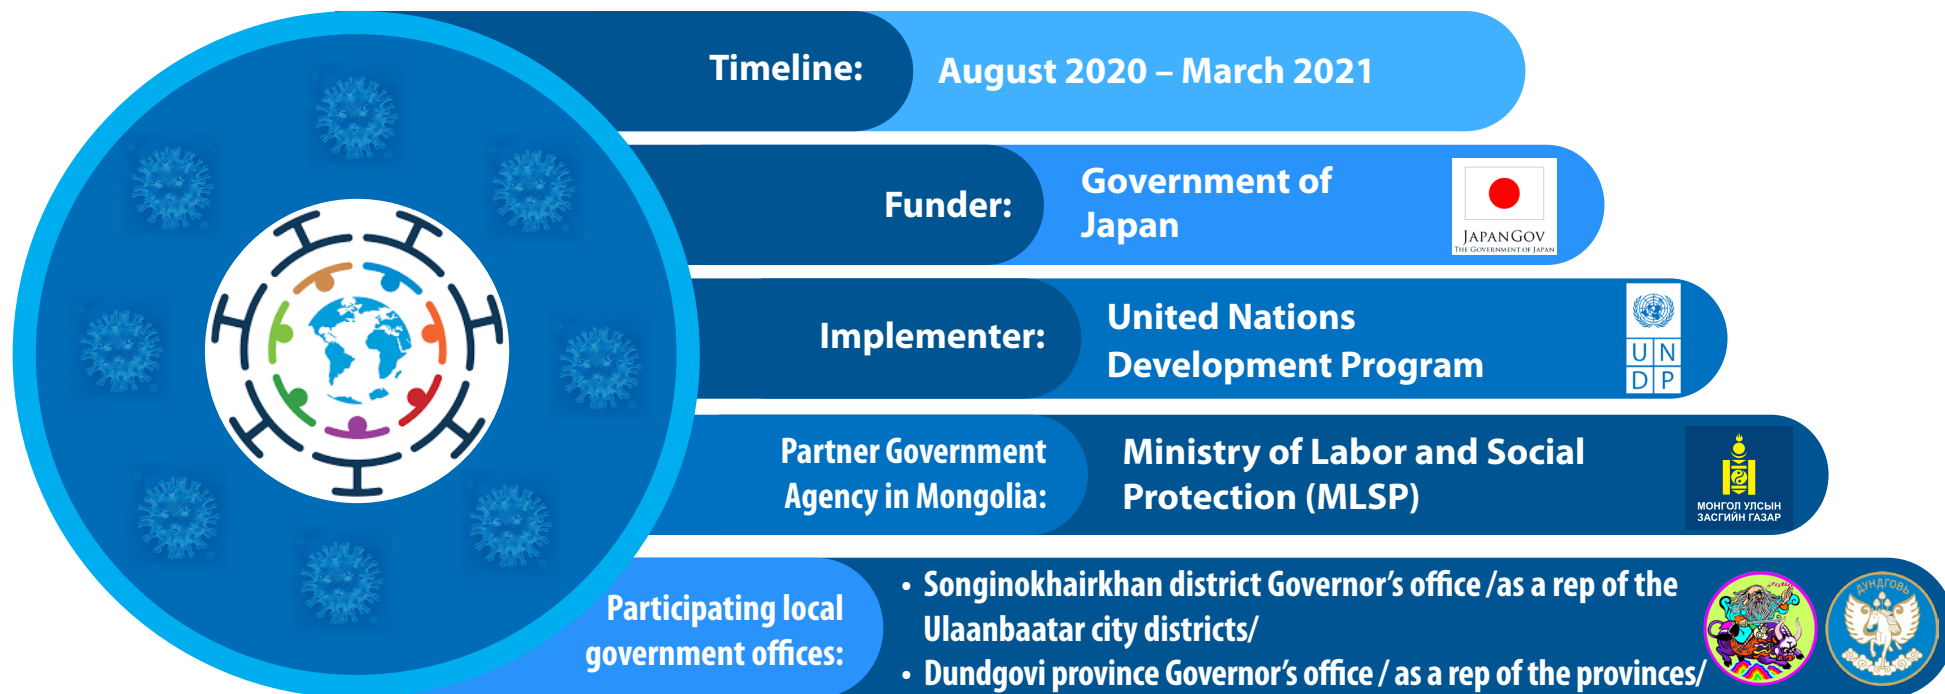 Timeline:
August 2020 – March 2021
Funder:
Government of
Japan
JAPANGOV
THE GOVERNMENT OF JAPAN
Implementer:
United Nations
Development Program
U N
D P
Partner Government
Agency in Mongolia:
Ministry of Labor and Social
Protection (MLSP)
МОНГОЛ УЛСЫН
ЗАСГИЙН ГАЗАР
Participating local
government offices:
• Songinokhairkhan district Governor’s office /as a rep of the
Ulaanbaatar city districts/
• Dundgovi province Governor’s office / as a rep of the provinces/
ДУНДГОВЬ